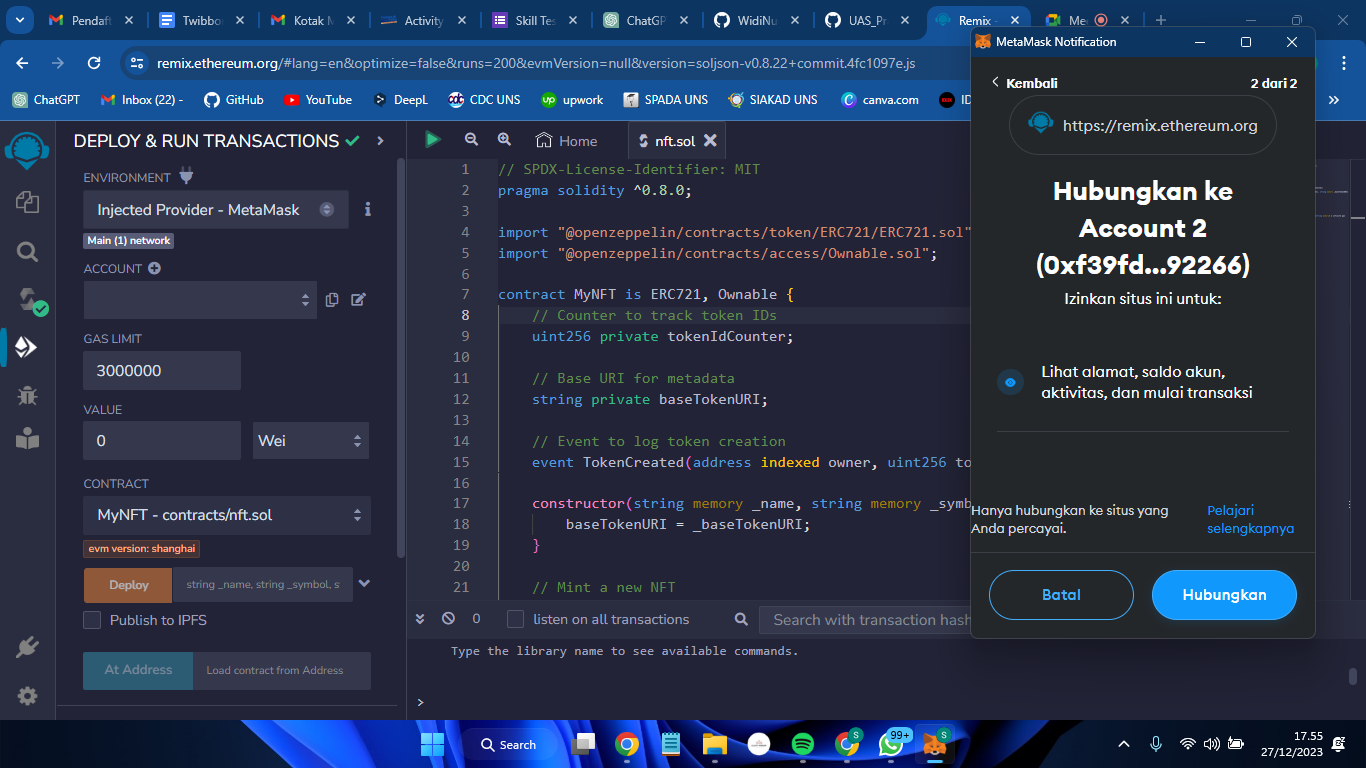 Pendaft
Twibbo
Kotak M
Activity
Skill Tes
ChatGP
WidiNu
UAS_Pr
Remix -
Me
remix.ethereum.org/#lang=en&optimize=false&runs=200&evmVersion=null&version=soljson-v0.8.22+commit.4fc1097e.js
ChatGPT
Inbox (22) -
GitHub
YouTube
DeepL
CDC UNS
upwork
SPADA UNS
SIAKAD UNS
canva.com
DEPLOY & RUN TRANSACTIONS
ENVIRONMENT
Injected Provider - MetaMask
Main (1) network
ACCOUNT
GAS LIMIT
3000000
VALUE
0
Wei
CONTRACT
MyNFT - contracts/nft.sol
evm version: shanghai
Deploy
string _name, string _symbol, s
Publish to IPFS
At Address
Load contract from Address
Home
nft.sol
1 // SPDX-License-Identifier: MIT
2 pragma solidity ^0.8.0;
3
4 import "@openzeppelin/contracts/token/ERC721/ERC721.sol"
5 import "@openzeppelin/contracts/access/Ownable.sol";
6
7 contract MyNFT is ERC721, Ownable {
8 // Counter to track token IDs
9 uint256 private tokenIdCounter;
10
11 // Base URI for metadata
12 string private baseTokenURI;
13
14 // Event to log token creation
15 event TokenCreated(address indexed owner, uint256 to
16
17 constructor(string memory _name, string memory _symb
18 baseTokenURI = _baseTokenURI;
19 }
20
21 // Mint a new NFT
0
listen on all transactions
Search with transaction hash
Type the library name to see available commands.
>
MetaMask Notification
Kembali
2 dari 2
https://remix.ethereum.org
Hubungkan ke
Account 2
(0xf39fd...92266)
Izinkan situs ini untuk:
Lihat alamat, saldo akun,
aktivitas, dan mulai transaksi
Hanya hubungkan ke situs yang
Anda percayai.
Pelajari
selengkapnya
Batal
Hubungkan
Search
99+
17.55
27/12/2023